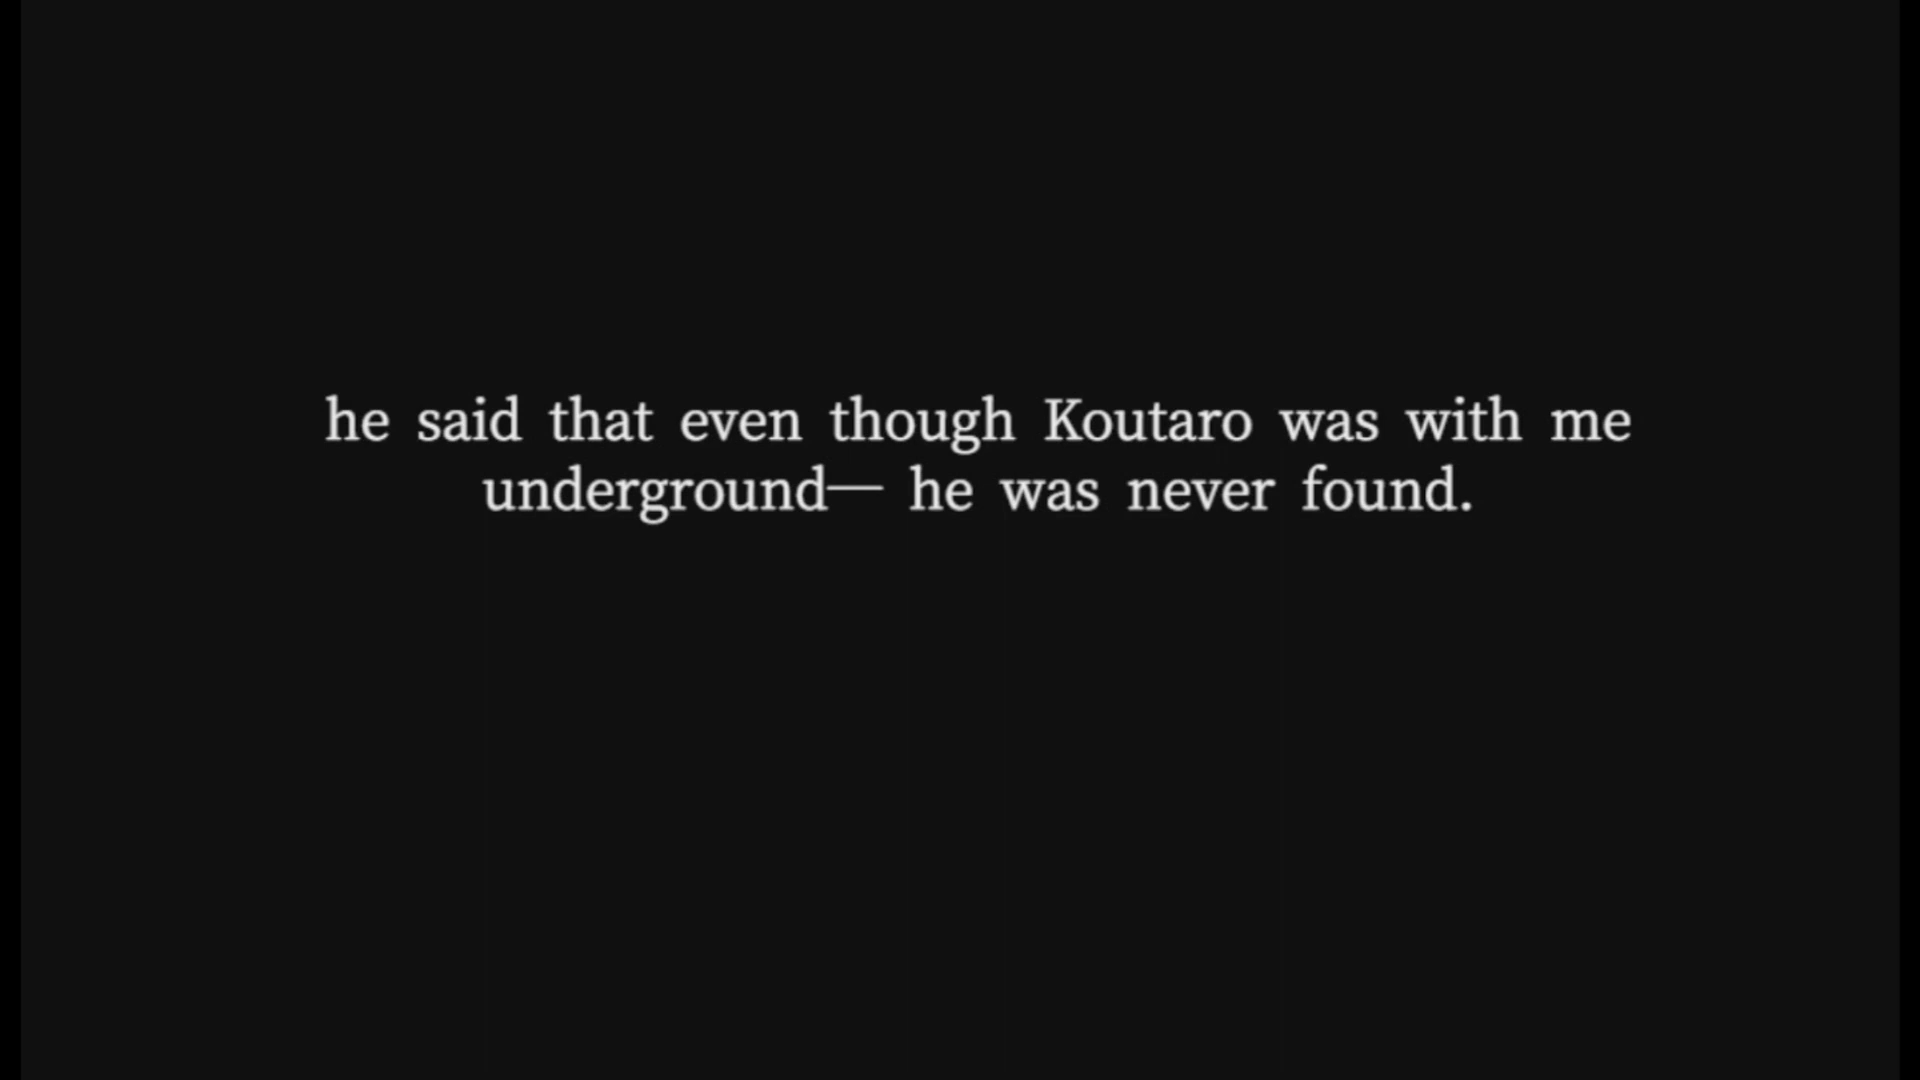 he said that even though Koutaro was with me
underground— he was never found.